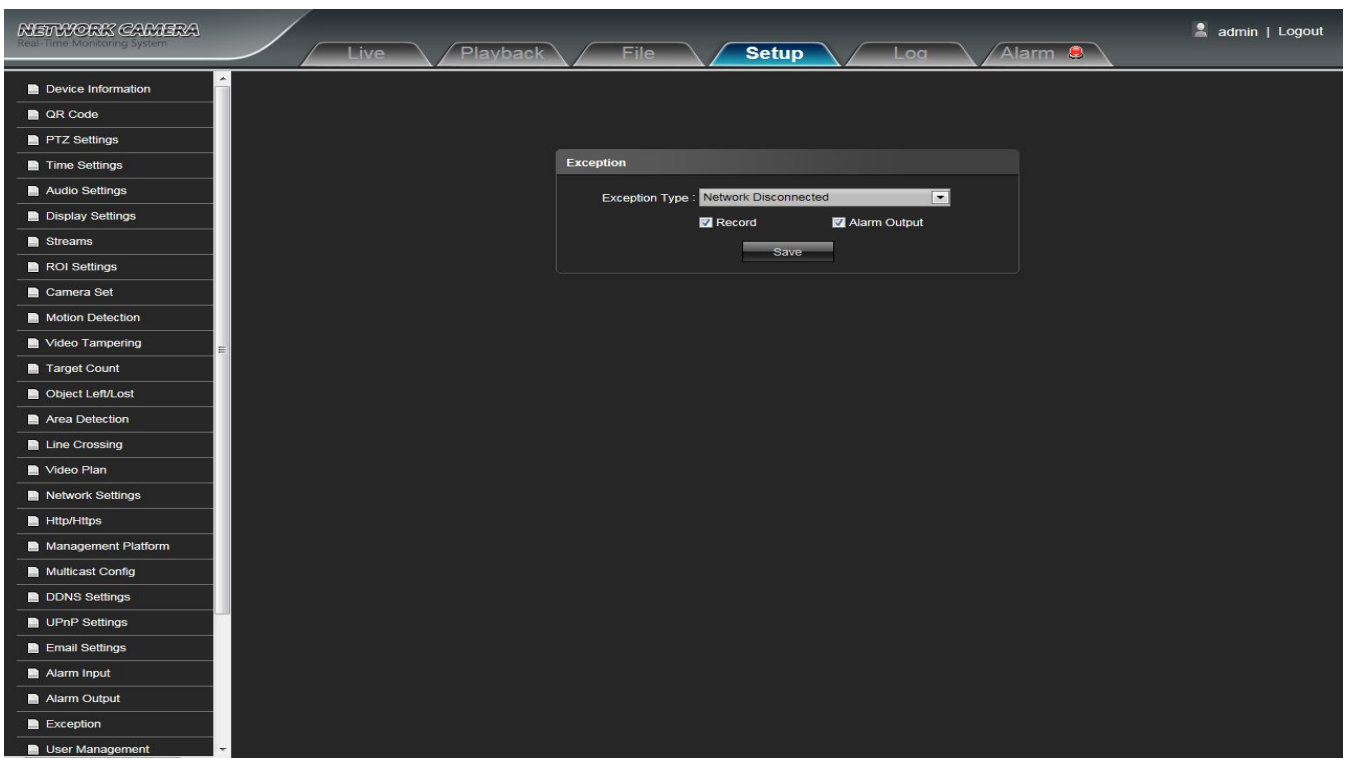 NETWORK CAMERA
Real-Time Monitoring System
admin | Logout
Live
Playback
File
Setup
Log
Alarm
Device Information
QR Code
PTZ Settings
Time Settings
Audio Settings
Display Settings
Streams
ROI Settings
Camera Set
Motion Detection
Video Tampering
Target Count
Object Left/Lost
Area Detection
Line Crossing
Video Plan
Network Settings
Http/Https
Management Platform
Multicast Config
DDNS Settings
UPnP Settings
Email Settings
Alarm Input
Alarm Output
Exception
User Management
Exception
Exception Type : Network Disconnected
Record Alarm Output
Save